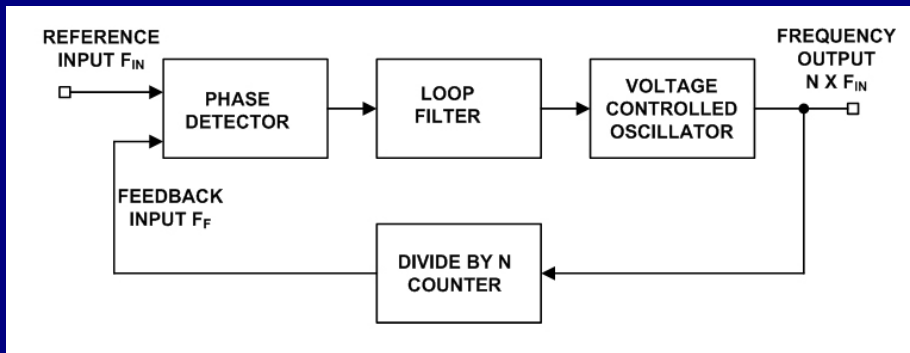 REFERENCE
INPUT FIN
PHASE
DETECTOR
LOOP
FILTER
VOLTAGE
CONTROLLED
OSCILLATOR
FREQUENCY
OUTPUT
N X FIN
FEEDBACK
INPUT FF
DIVIDE BY N
COUNTER